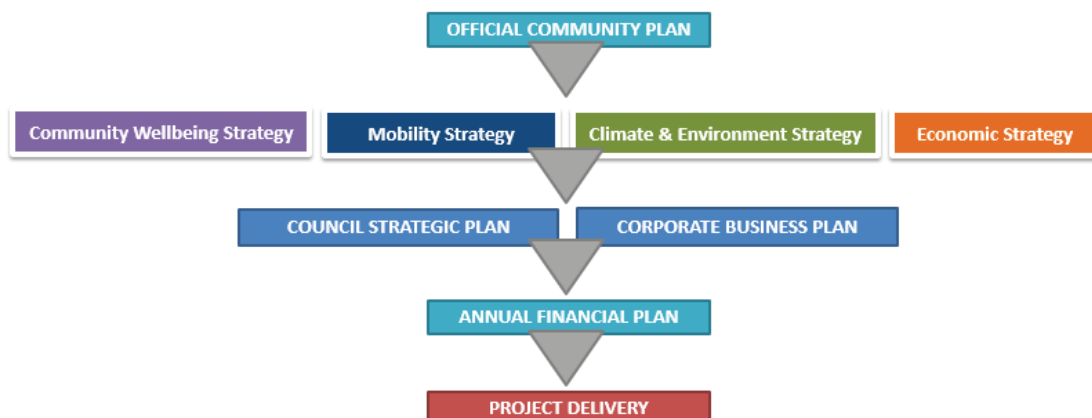 OFFICIAL COMMUNITY PLAN
Community Wellbeing Strategy
Mobility Strategy
Climate & Environment Strategy
Economic Strategy
COUNCIL STRATEGIC PLAN
CORPORATE BUSINESS PLAN
ANNUAL FINANCIAL PLAN
PROJECT DELIVERY